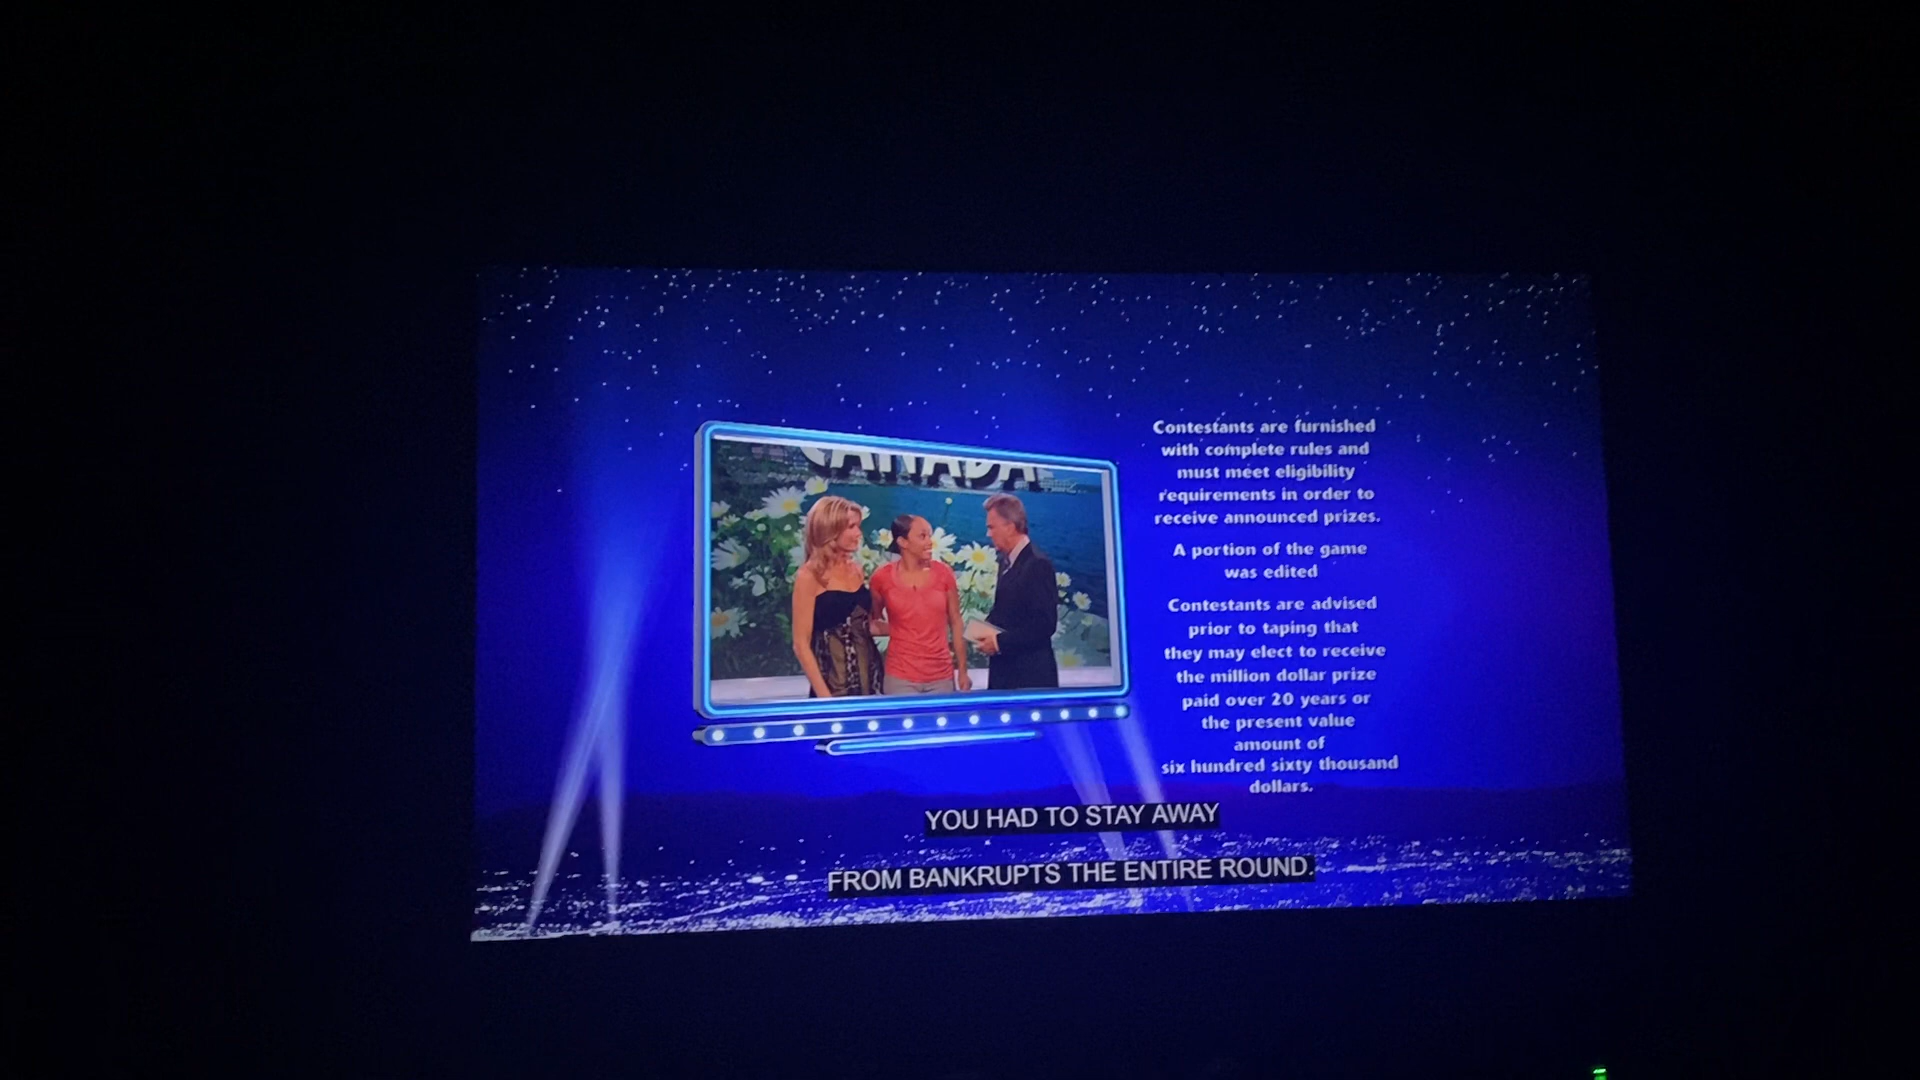 CANADA
Contestants are furnished
with complete rules and
must meet eligibility
requirements in order to
receive announced prizes.
A portion of the game
was edited
Contestants are advised
prior to taping that
they may elect to receive
the million dollar prize
paid over 20 years or
the present value
amount of
six hundred sixty thousand
dollars.
YOU HAD TO STAY AWAY
FROM BANKRUPTS THE ENTIRE ROUND.